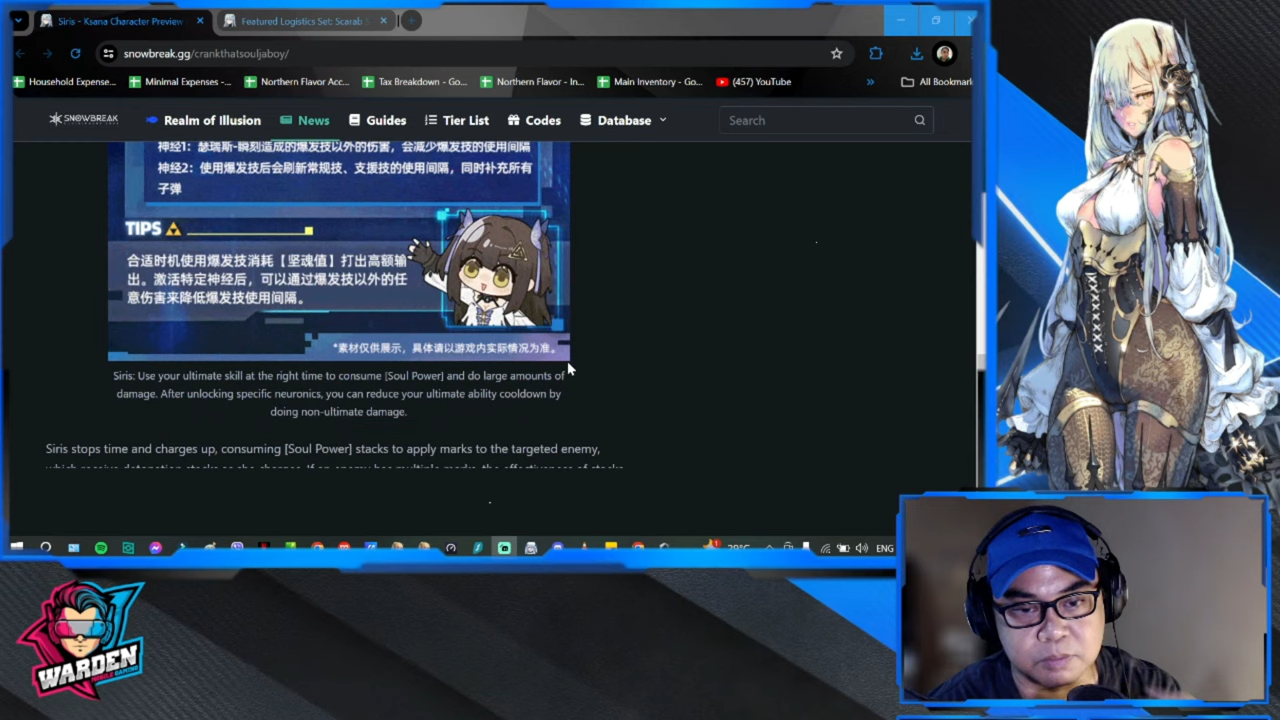 Siris - Ksana Character Preview
Featured Logistics Set: Scarab
snowbreak.gg/crankthatsouljaboy/
Household Expense...
Minimal Expenses -...
Northern Flavor Acc...
Tax Breakdown - Go...
Northern Flavor - In...
Main Inventory - Go...
(457) YouTube
»
All Bookmark
SNOWBREAK
Realm of Illusion
News
Guides
Tier List
Codes
Database
Search
神经1：瑟瑞斯-瞬刻造成的爆发技以外的伤害，会减少爆发技的使用间隔
神经2：使用爆发技后会刷新常规技、支援技的使用间隔，同时补充所有
子弹
TIPS
合适时机使用爆发技消耗【坚魂值】打出高额输
出。激活特定神经后，可以通过爆发技以外的任
意伤害来降低爆发技使用间隔。
*素材仅供展示，具体请以游戏内实际情况为准。
Siris: Use your ultimate skill at the right time to consume [Soul Power] and do large amounts of
damage. After unlocking specific neuronics, you can reduce your ultimate ability cooldown by
doing non-ultimate damage.
Siris stops time and charges up, consuming [Soul Power] stacks to apply marks to the targeted enemy,
ENG
WARDEN
MOBILE GAMING